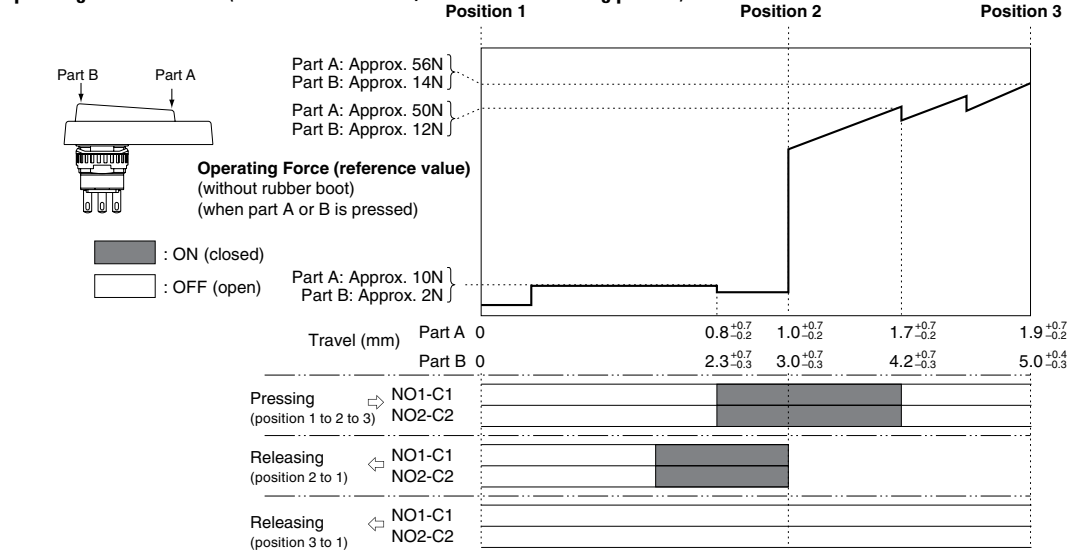 Position 1 Position 2 Position 3
Part B Part A
Part A: Approx. 56N
Part B: Approx. 14N
Part A: Approx. 50N
Part B: Approx. 12N
Operating Force (reference value)
(without rubber boot)
(when part A or B is pressed)
: ON (closed)
: OFF (open)
Part A: Approx. 10N
Part B: Approx. 2N
Travel (mm) Part A 0 0.8 +0.7 −0.2 1.0 +0.7 −0.2 1.7 +0.7 −0.2 1.9 +0.7 −0.2
Part B 0 2.3 +0.7 −0.3 3.0 +0.7 −0.3 4.2 +0.7 −0.3 5.0 +0.4 −0.3
Pressing ⇨ NO1-C1
(position 1 to 2 to 3) NO2-C2
Releasing ⇦ NO1-C1
(position 2 to 1) NO2-C2
Releasing ⇦ NO1-C1
(position 3 to 1) NO2-C2